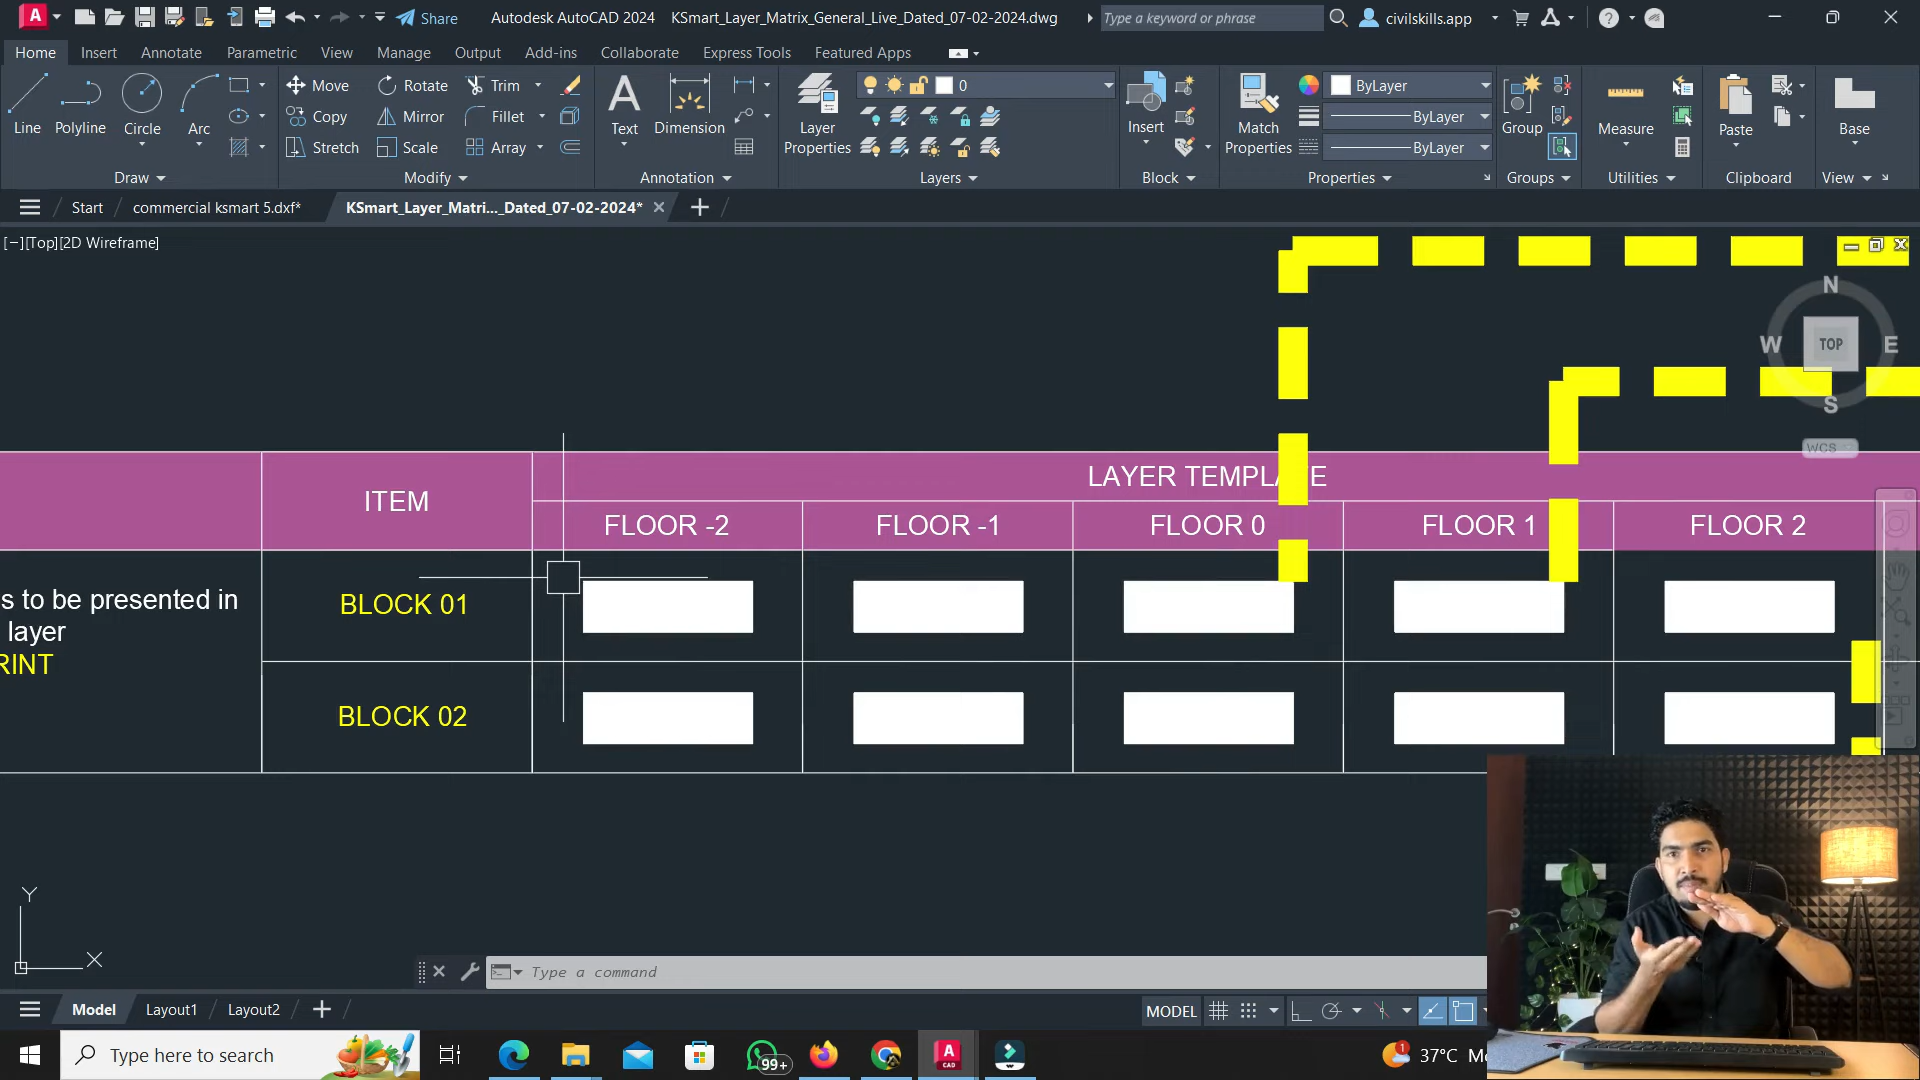 A Share Autodesk AutoCAD 2024 KSmart_Layer_Matrix_General_Live_Dated_07-02-2024.dwg Type a keyword or phrase civilskills.app
Home Insert Annotate Parametric View Manage Output Add-ins Collaborate Express Tools Featured Apps
Line Polyline Circle Arc
Move Rotate Trim
Copy Mirror Fillet
Stretch Scale Array
Text Dimension
Layer Properties
0
Insert
Match Properties
ByLayer
ByLayer
ByLayer
Group
Measure
Paste
Base
Draw Modify Annotation Layers Block Properties Groups Utilities Clipboard View
Start commercial ksmart 5.dxf* KSmart_Layer_Matri..._Dated_07-02-2024*
[−][Top][2D Wireframe]
N
W TOP E
S
WCS
ITEM LAYER TEMPL E
FLOOR -2 FLOOR -1 FLOOR 0 FLOOR 1 FLOOR 2
s to be presented in
layer
RINT
BLOCK 01
BLOCK 02
Y
X
Type a command
Model Layout1 Layout2
MODEL
Type here to search
99+
A
CAD
1
37°C